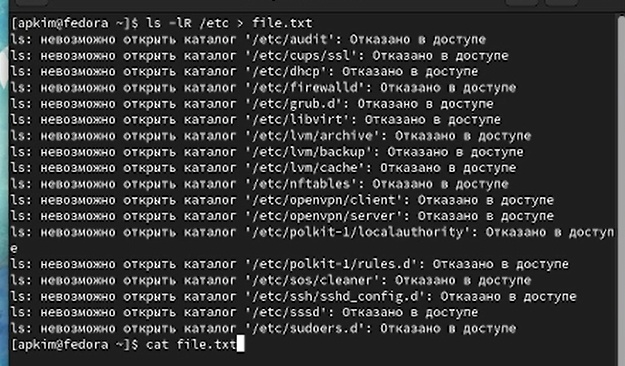 [apkim@fedora ~]$ ls -lR /etc > file.txt
ls: невозможно открыть каталог '/etc/audit': Отказано в доступе
ls: невозможно открыть каталог '/etc/cups/ssl': Отказано в доступе
ls: невозможно открыть каталог '/etc/dhcp': Отказано в доступе
ls: невозможно открыть каталог '/etc/firewalld': Отказано в доступе
ls: невозможно открыть каталог '/etc/grub.d': Отказано в доступе
ls: невозможно открыть каталог '/etc/libvirt': Отказано в доступе
ls: невозможно открыть каталог '/etc/lvm/archive': Отказано в доступе
ls: невозможно открыть каталог '/etc/lvm/backup': Отказано в доступе
ls: невозможно открыть каталог '/etc/lvm/cache': Отказано в доступе
ls: невозможно открыть каталог '/etc/nftables': Отказано в доступе
ls: невозможно открыть каталог '/etc/openvpn/client': Отказано в доступе
ls: невозможно открыть каталог '/etc/openvpn/server': Отказано в доступе
ls: невозможно открыть каталог '/etc/polkit-1/localauthority': Отказано в доступ
е
ls: невозможно открыть каталог '/etc/polkit-1/rules.d': Отказано в доступе
ls: невозможно открыть каталог '/etc/sos/cleaner': Отказано в доступе
ls: невозможно открыть каталог '/etc/ssh/sshd_config.d': Отказано в доступе
ls: невозможно открыть каталог '/etc/sssd': Отказано в доступе
ls: невозможно открыть каталог '/etc/sudoers.d': Отказано в доступе
[apkim@fedora ~]$ cat file.txt